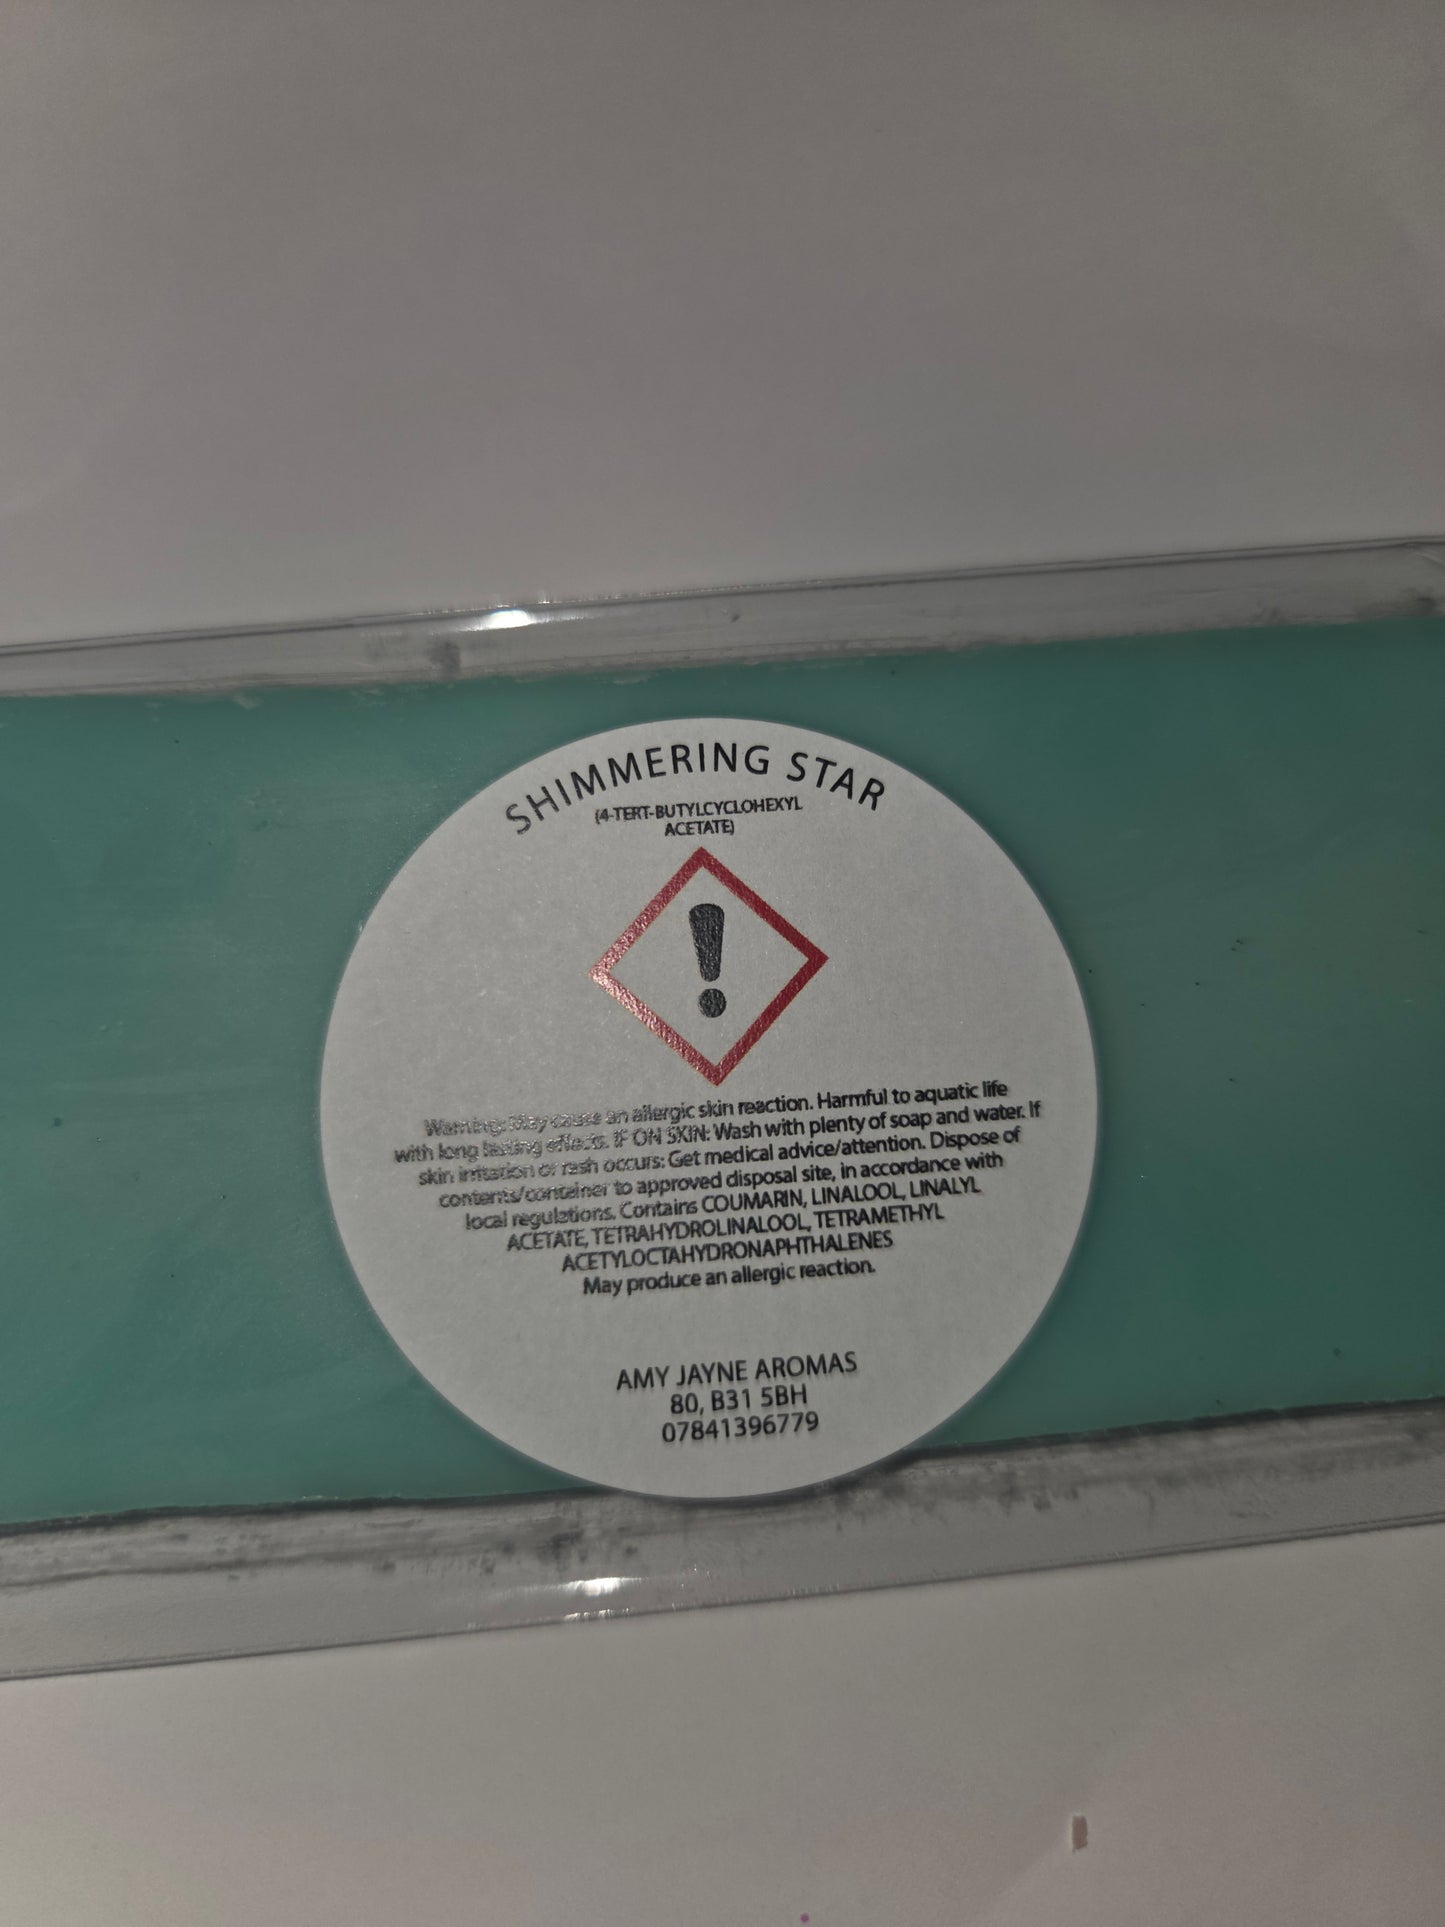 SHIMMERING STAR
(4-TERT-BUTYLCYCLOHEXYL
ACETATE)
Warning: May cause an allergic skin reaction. Harmful to aquatic life
with long lasting effects. IF ON SKIN: Wash with plenty of soap and water. If
skin irritation or rash occurs: Get medical advice/attention. Dispose of
contents/container to approved disposal site, in accordance with
local regulations. Contains COUMARIN, LINALOOL, LINALYL
ACETATE, TETRAHYDROLINALOOL, TETRAMETHYL
ACETYLOCTAHYDRONAPHTHALENES
May produce an allergic reaction.
AMY JAYNE AROMAS
80, B31 5BH
07841396779